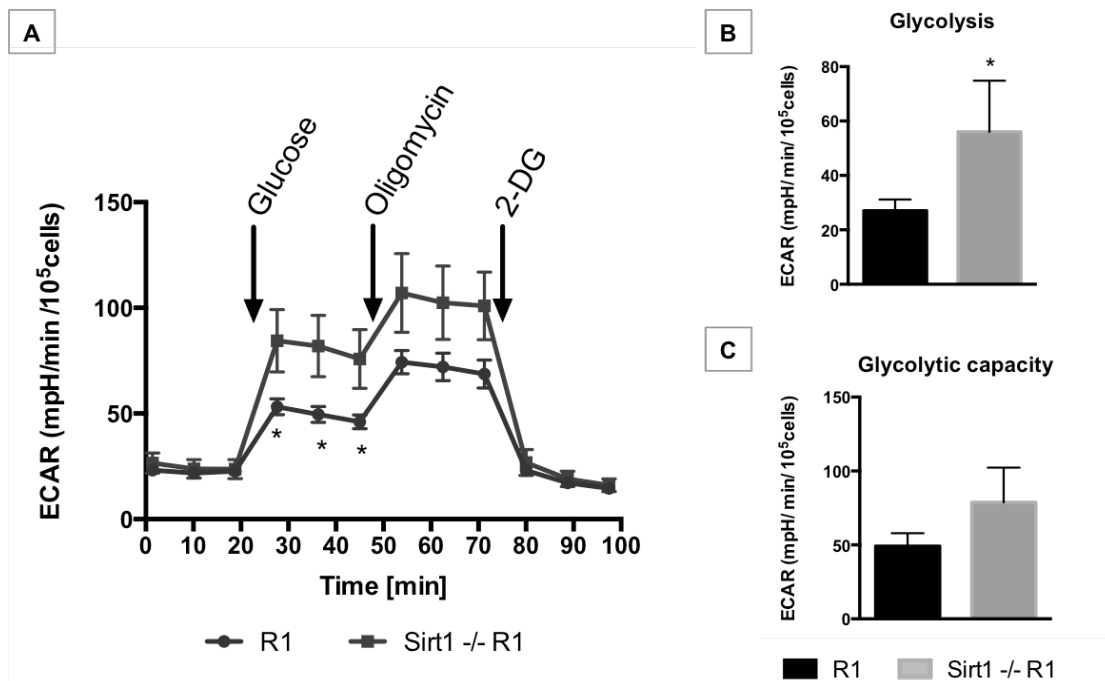 A
Glucose
Oligomycin
2-DG
ECAR (mpH/min /10⁵cells)
150
100
50
0
0 10 20 30 40 50 60 70 80 90 100
* * *
Time [min]
R1 Sirt1 -/- R1
B
Glycolysis
ECAR (mpH/ min/ 10⁵cells)
80
60
40
20
0
*
C
Glycolytic capacity
ECAR (mpH/ min/ 10⁵cells)
150
100
50
0
R1 Sirt1 -/- R1